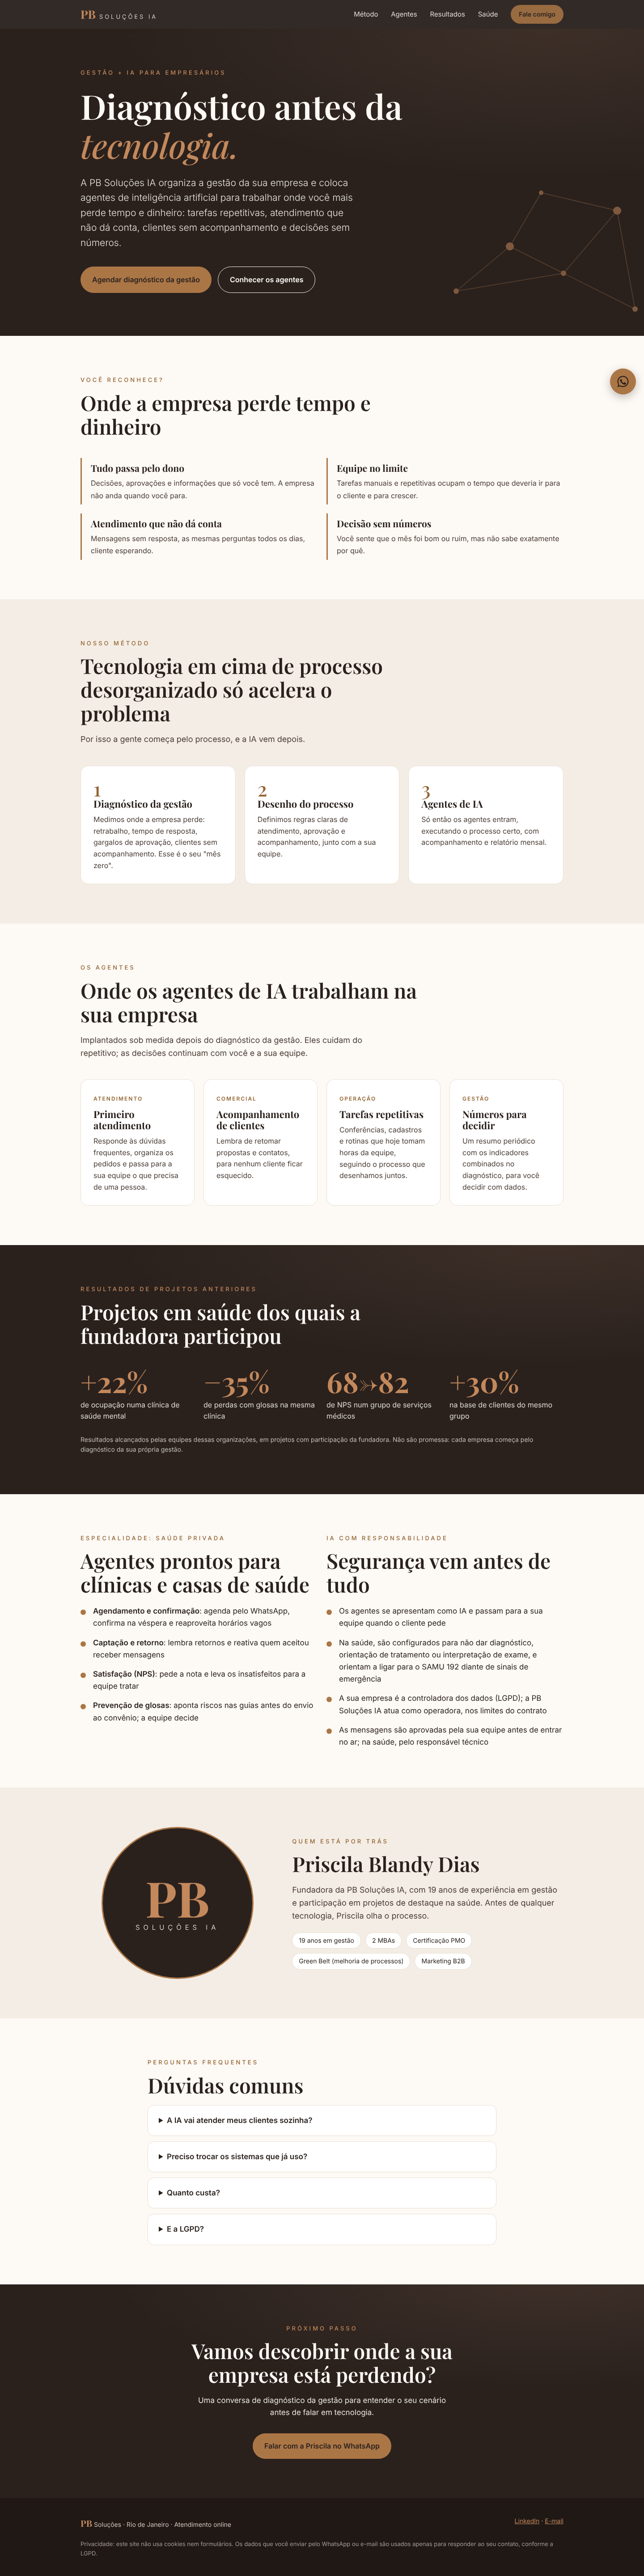 PB SOLUÇÕES IA
Método Agentes Resultados Saúde Fale comigo
GESTÃO + IA PARA EMPRESÁRIOS
Diagnóstico antes da
tecnologia.
A PB Soluções IA organiza a gestão da sua empresa e coloca
agentes de inteligência artificial para trabalhar onde você mais
perde tempo e dinheiro: tarefas repetitivas, atendimento que
não dá conta, clientes sem acompanhamento e decisões sem
números.
Agendar diagnóstico da gestão
Conhecer os agentes
VOCÊ RECONHECE?
Onde a empresa perde tempo e
dinheiro
Tudo passa pelo dono
Decisões, aprovações e informações que só você tem. A empresa
não anda quando você para.
Equipe no limite
Tarefas manuais e repetitivas ocupam o tempo que deveria ir para
o cliente e para crescer.
Atendimento que não dá conta
Mensagens sem resposta, as mesmas perguntas todos os dias,
cliente esperando.
Decisão sem números
Você sente que o mês foi bom ou ruim, mas não sabe exatamente
por quê.
NOSSO MÉTODO
Tecnologia em cima de processo
desorganizado só acelera o
problema
Por isso a gente começa pelo processo, e a IA vem depois.
1
Diagnóstico da gestão
Medimos onde a empresa perde:
retrabalho, tempo de resposta,
gargalos de aprovação, clientes sem
acompanhamento. Esse é o seu "mês
zero".
2
Desenho do processo
Definimos regras claras de
atendimento, aprovação e
acompanhamento, junto com a sua
equipe.
3
Agentes de IA
Só então os agentes entram,
executando o processo certo, com
acompanhamento e relatório mensal.
OS AGENTES
Onde os agentes de IA trabalham na
sua empresa
Implantados sob medida depois do diagnóstico da gestão. Eles cuidam do
repetitivo; as decisões continuam com você e a sua equipe.
ATENDIMENTO
Primeiro
atendimento
Responde às dúvidas
frequentes, organiza os
pedidos e passa para a
sua equipe o que precisa
de uma pessoa.
COMERCIAL
Acompanhamento
de clientes
Lembra de retomar
propostas e contatos,
para nenhum cliente ficar
esquecido.
OPERAÇÃO
Tarefas repetitivas
Conferências, cadastros
e rotinas que hoje tomam
horas da equipe,
seguindo o processo que
desenhamos juntos.
GESTÃO
Números para
decidir
Um resumo periódico
com os indicadores
combinados no
diagnóstico, para você
decidir com dados.
RESULTADOS DE PROJETOS ANTERIORES
Projetos em saúde dos quais a
fundadora participou
+22%
de ocupação numa clínica de
saúde mental
−35%
de perdas com glosas na mesma
clínica
68→82
de NPS num grupo de serviços
médicos
+30%
na base de clientes do mesmo
grupo
Resultados alcançados pelas equipes dessas organizações, em projetos com participação da fundadora. Não são promessa: cada empresa começa pelo
diagnóstico da sua própria gestão.
ESPECIALIDADE: SAÚDE PRIVADA
Agentes prontos para
clínicas e casas de saúde
Agendamento e confirmação: agenda pelo WhatsApp,
confirma na véspera e reaproveita horários vagos
Captação e retorno: lembra retornos e reativa quem aceitou
receber mensagens
Satisfação (NPS): pede a nota e leva os insatisfeitos para a
equipe tratar
Prevenção de glosas: aponta riscos nas guias antes do envio
ao convênio; a equipe decide
IA COM RESPONSABILIDADE
Segurança vem antes de
tudo
Os agentes se apresentam como IA e passam para a sua
equipe quando o cliente pede
Na saúde, são configurados para não dar diagnóstico,
orientação de tratamento ou interpretação de exame, e
orientam a ligar para o SAMU 192 diante de sinais de
emergência
A sua empresa é a controladora dos dados (LGPD); a PB
Soluções IA atua como operadora, nos limites do contrato
As mensagens são aprovadas pela sua equipe antes de entrar
no ar; na saúde, pelo responsável técnico
PB
SOLUÇÕES IA
QUEM ESTÁ POR TRÁS
Priscila Blandy Dias
Fundadora da PB Soluções IA, com 19 anos de experiência em gestão
e participação em projetos de destaque na saúde. Antes de qualquer
tecnologia, Priscila olha o processo.
19 anos em gestão
2 MBAs
Certificação PMO
Green Belt (melhoria de processos)
Marketing B2B
PERGUNTAS FREQUENTES
Dúvidas comuns
A IA vai atender meus clientes sozinha?
Preciso trocar os sistemas que já uso?
Quanto custa?
E a LGPD?
PRÓXIMO PASSO
Vamos descobrir onde a sua
empresa está perdendo?
Uma conversa de diagnóstico da gestão para entender o seu cenário
antes de falar em tecnologia.
Falar com a Priscila no WhatsApp
PB Soluções · Rio de Janeiro · Atendimento online
LinkedIn · E-mail
Privacidade: este site não usa cookies nem formulários. Os dados que você enviar pelo WhatsApp ou e-mail são usados apenas para responder ao seu contato, conforme a
LGPD.